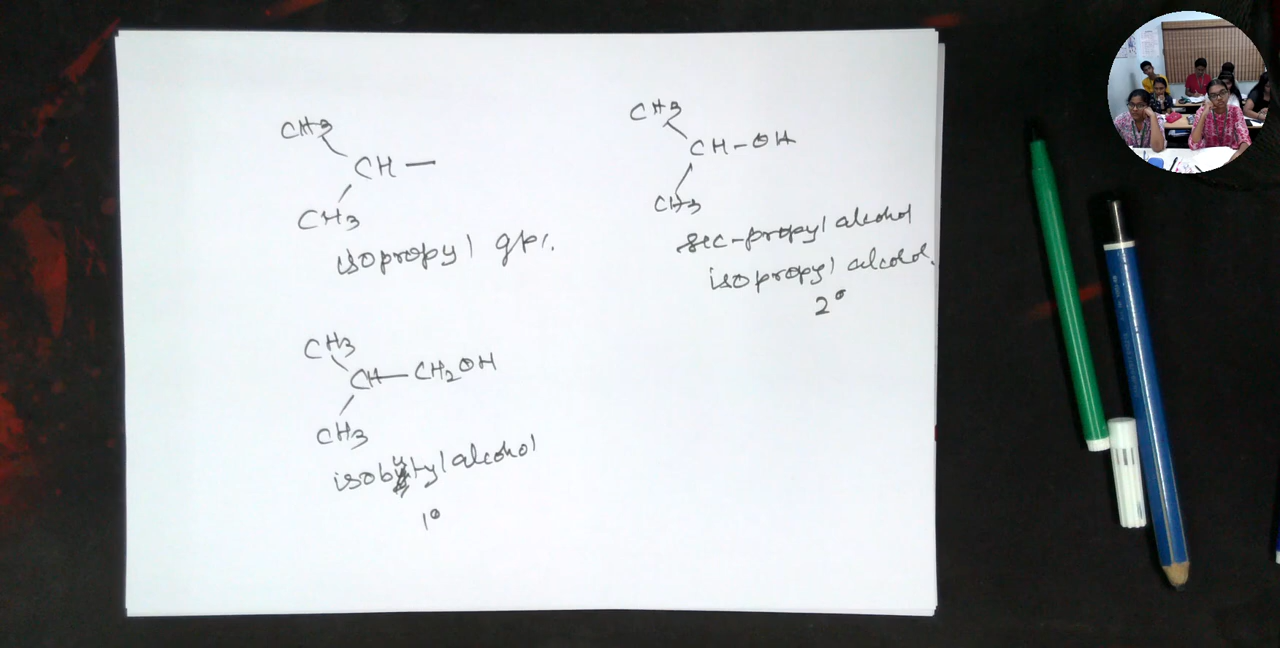 CH3
CH —
CH3
isopropyl gp.
CH3
CH-OH
CH3
sec-propyl alcohol
isopropyl alcohol.
2°
CH3
CH—CH2OH
CH3
isobutyl alcohol
1°